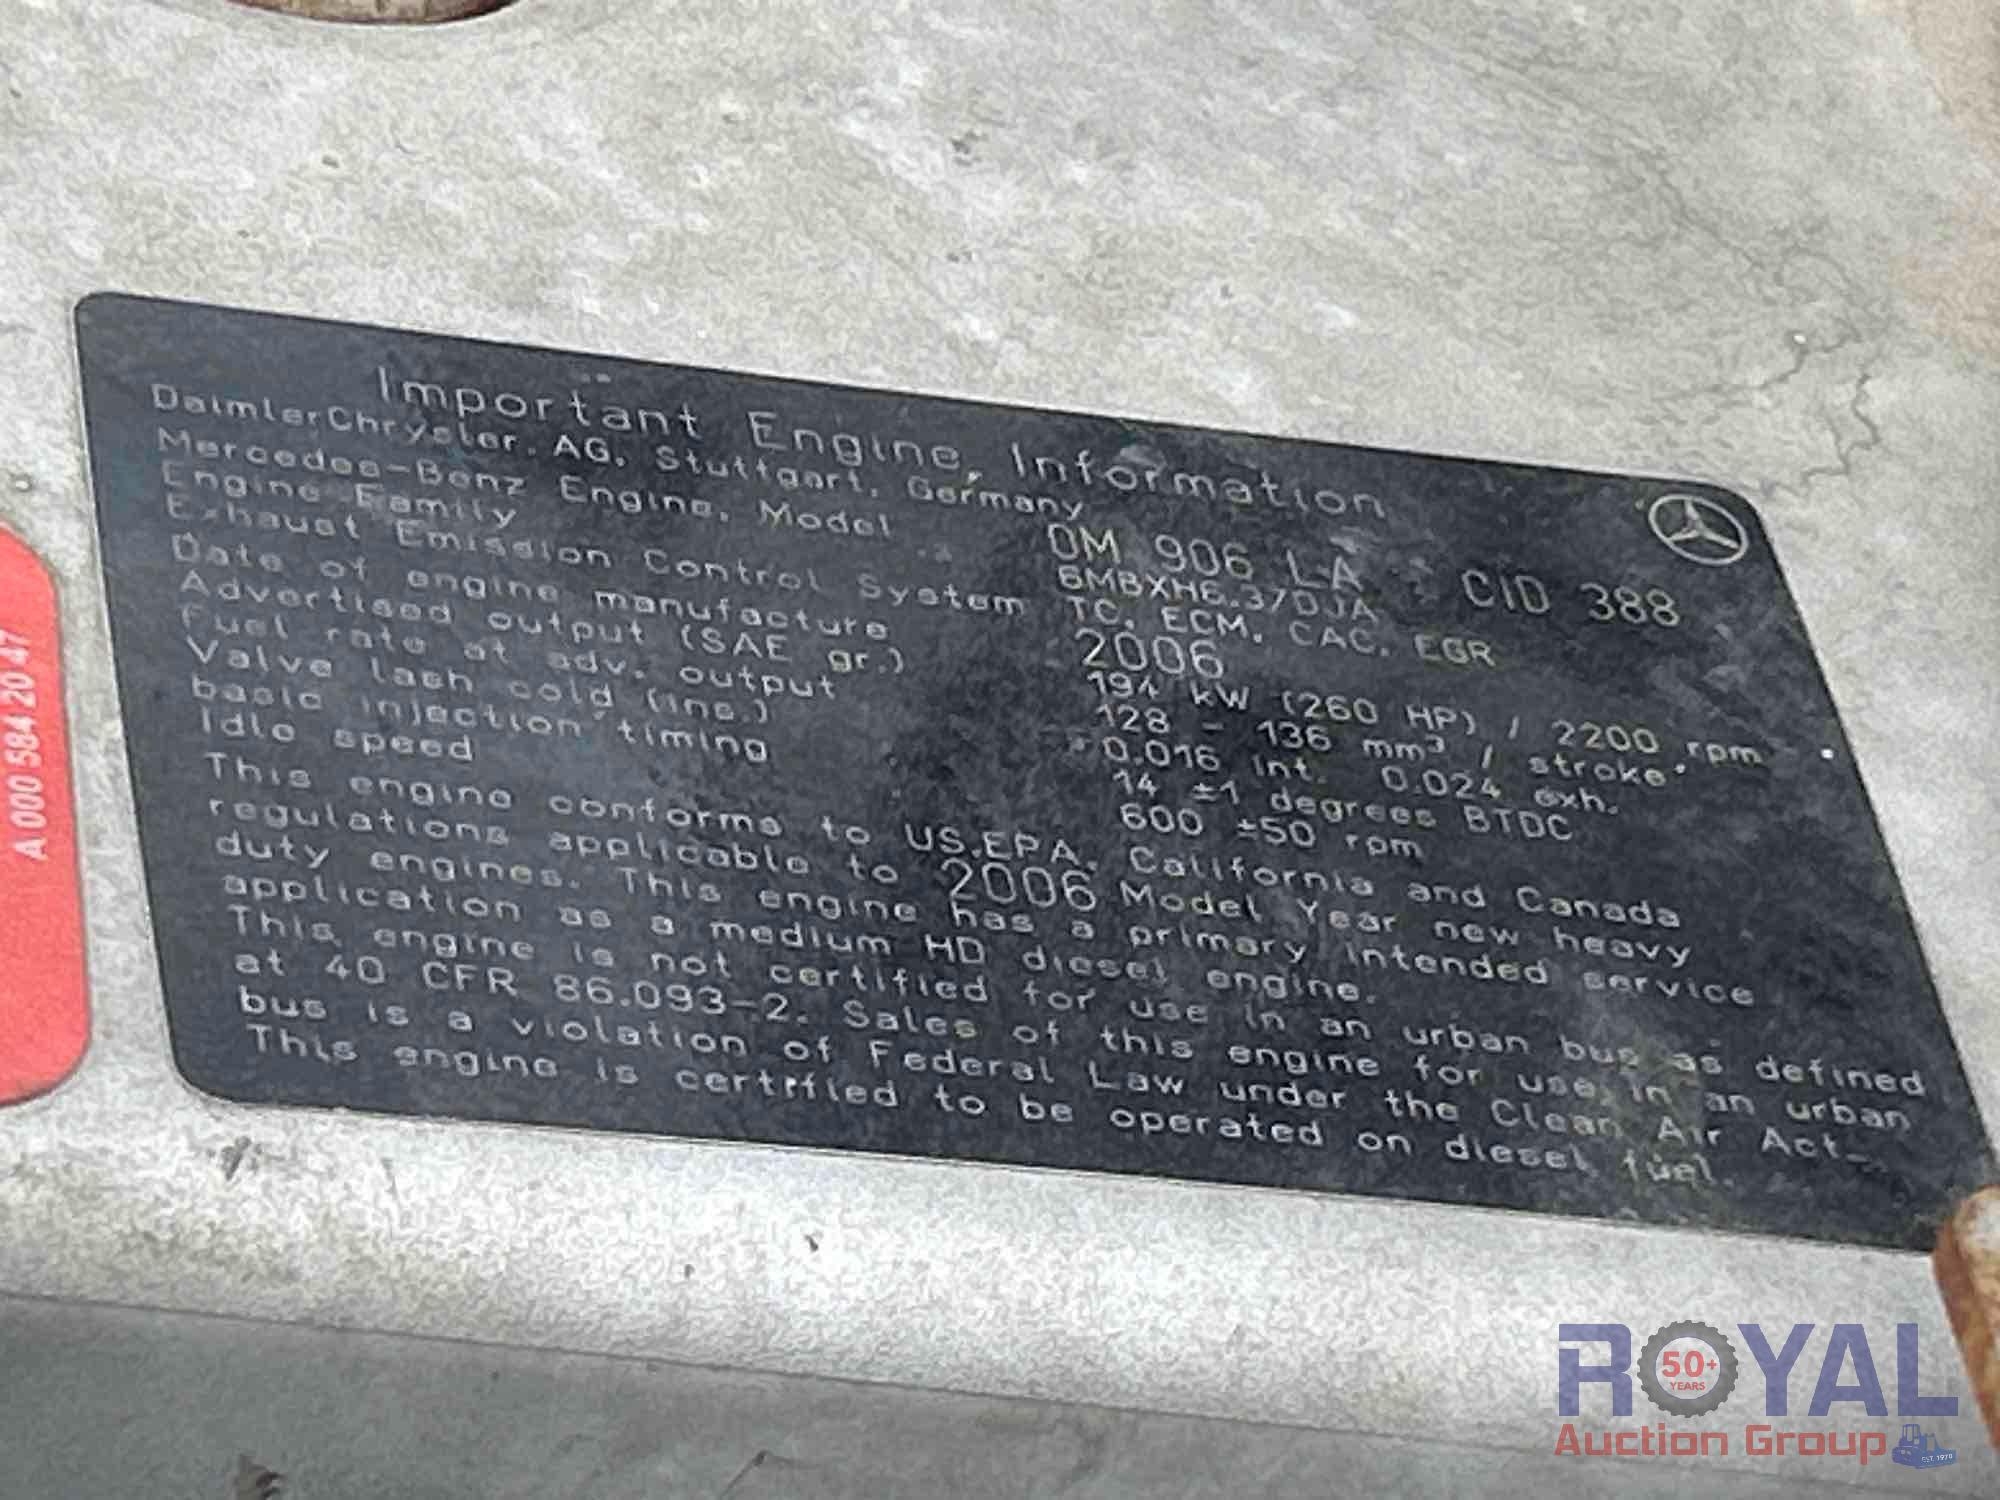 Important Engine Information
DaimlerChrysler AG, Stuttgart, Germany
Mercedes-Benz Engine, Model OM 906 LA CID 388
Engine Family 6MBXH6.37DJA
Exhaust Emission Control System TC, ECM, CAC, EGR
Date of engine manufacture 2006
Advertised output (SAE gr.) 194 kW (260 HP) / 2200 rpm
Fuel rate at adv. output 128 - 136 mm³ / stroke
Valve lash cold (ins.) 0.016 int. 0.024 exh.
basic injection timing 14 ±1 degrees BTDC
Idle speed 600 ±50 rpm
This engine conforms to US.EPA, California and Canada
regulations applicable to 2006 Model Year new heavy
duty engines. This engine has a primary intended service
application as a medium HD diesel engine.
This engine is not certified for use in an urban bus as defined
at 40 CFR 86.093-2. Sales of this engine for use in an urban
bus is a violation of Federal Law under the Clean Air Act.
This engine is certified to be operated on diesel fuel.
A 000 584 20 47
ROYAL
50+
YEARS
Auction Group
EST. 1970